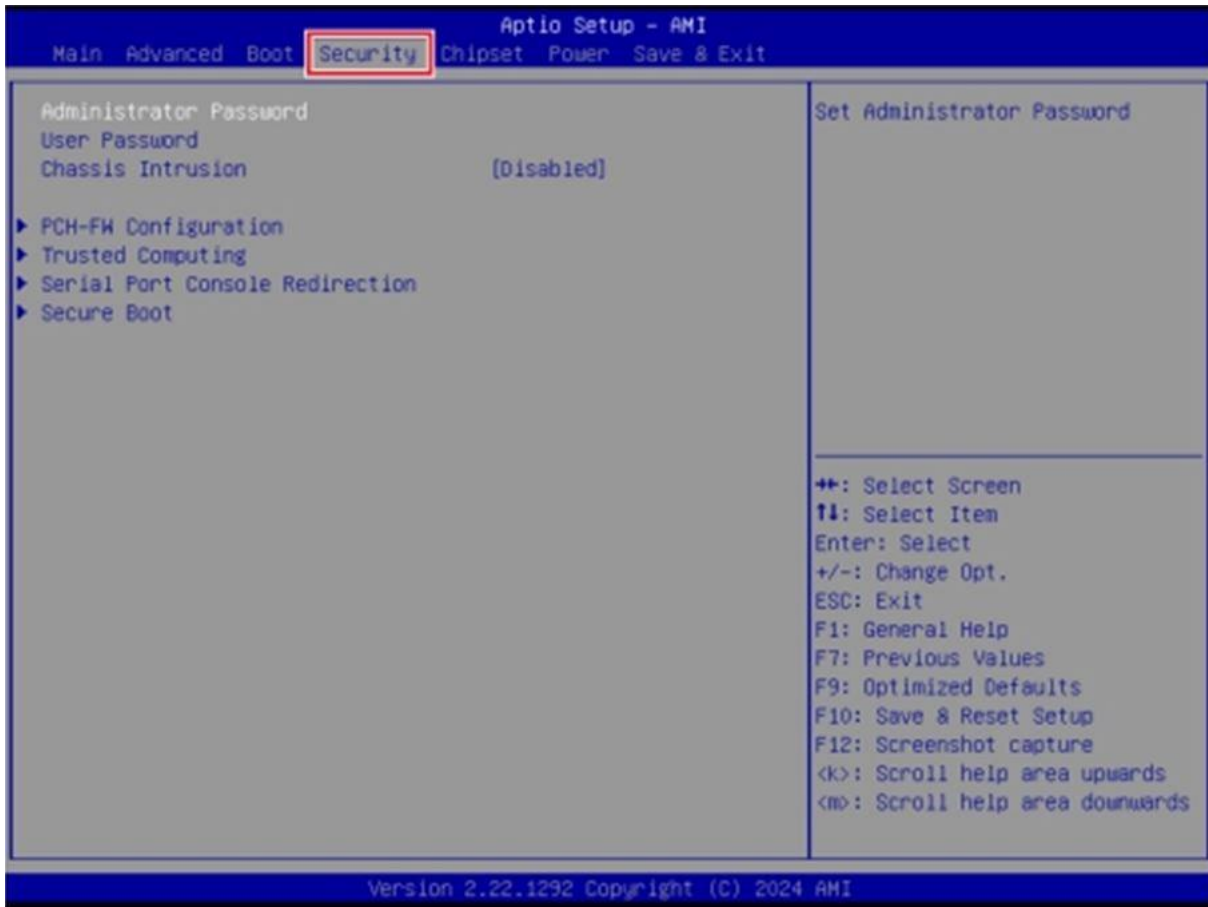 Aptio Setup - AMI
Main Advanced Boot Security Chipset Power Save & Exit
Administrator Password
User Password
Chassis Intrusion [Disabled]
► PCH-FW Configuration
► Trusted Computing
► Serial Port Console Redirection
► Secure Boot
Set Administrator Password
→←: Select Screen
↑↓: Select Item
Enter: Select
+/-: Change Opt.
ESC: Exit
F1: General Help
F7: Previous Values
F9: Optimized Defaults
F10: Save & Reset Setup
F12: Screenshot capture
<k>: Scroll help area upwards
<m>: Scroll help area downwards
Version 2.22.1292 Copyright (C) 2024 AMI